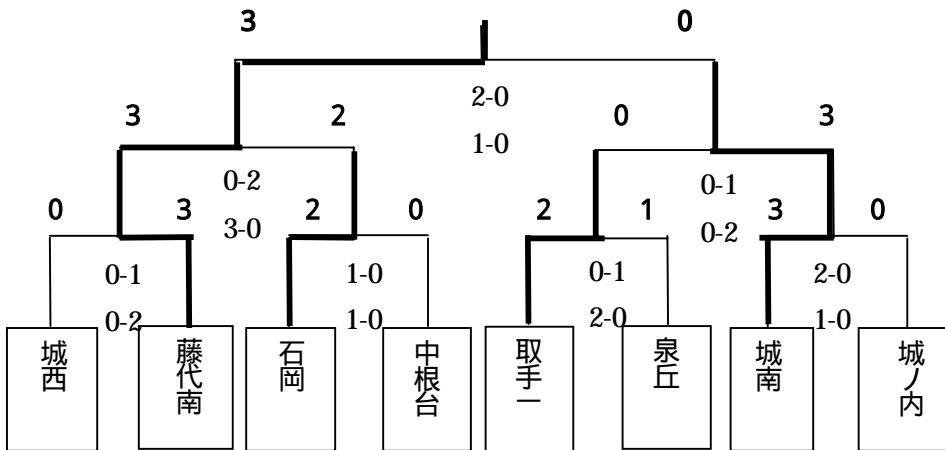 3 0
2-0
3 2 0 3
1-0
0-2 0-1
0 3 2 0 2 1 3 0
3-0 0-2
0-1 1-0 0-1 2-0
0-2 1-0 2-0 1-0
城西
藤代南
石岡
中根台
取手一
泉丘
城南
城ノ内